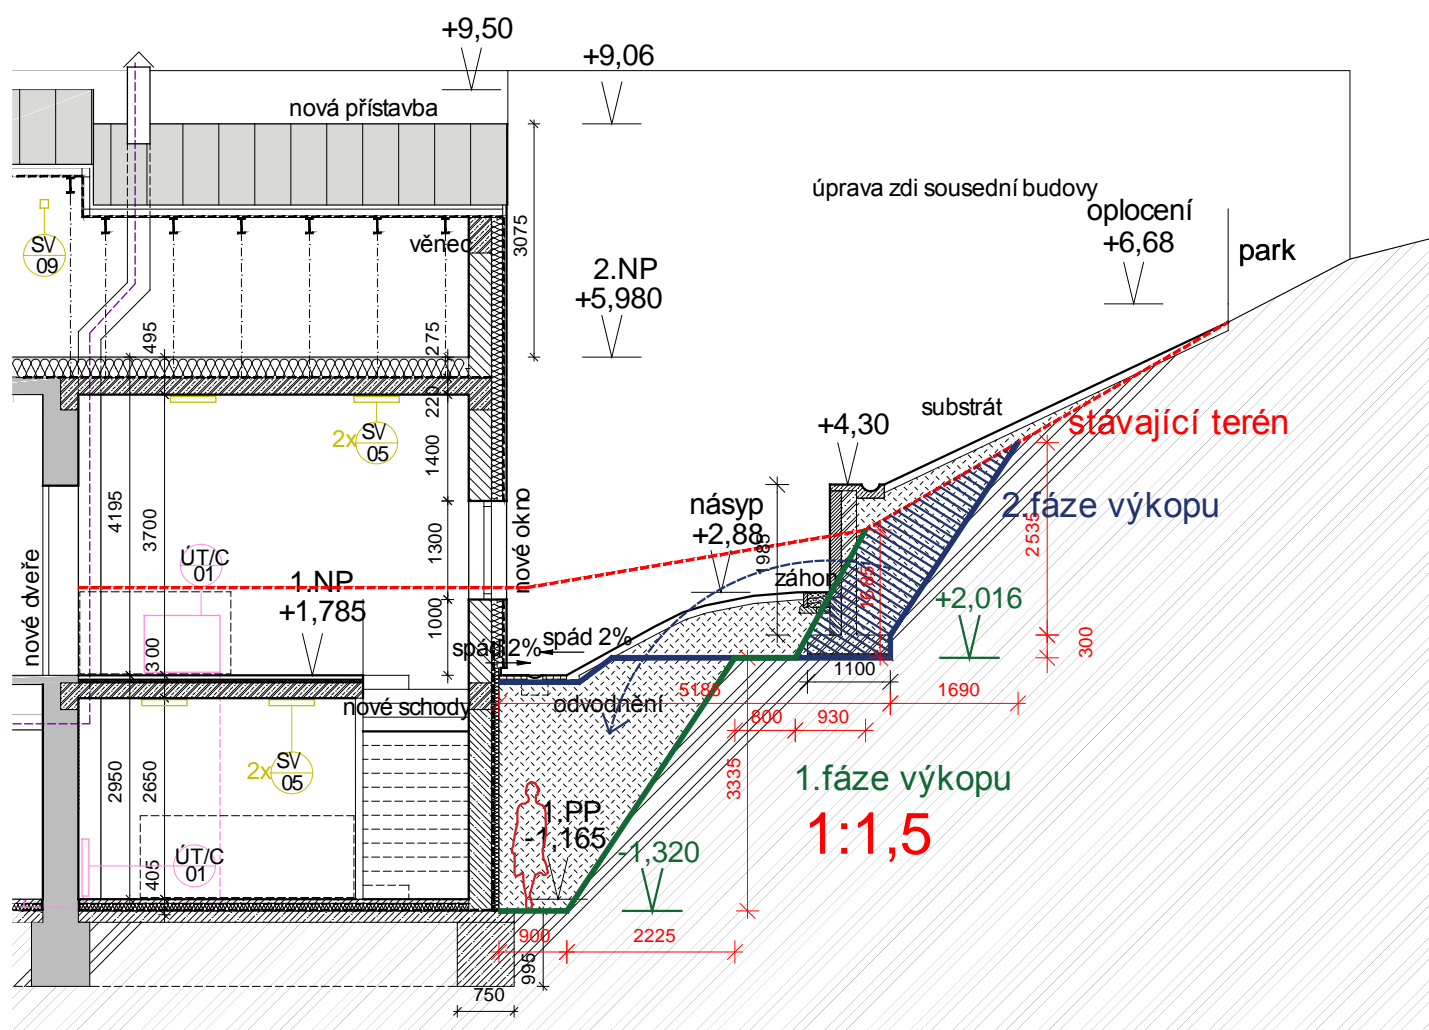 +9,50
+9,06
nová přístavba
úprava zdi sousední budovy
oplocení
+6,68
park
SV
09
věnec
3075
2.NP
+5,980
495
275
220
substrát
+4,30
stávající terén
2x
SV
05
1400
násyp
+2,88
1985
2.fáze výkopu
2535
4195
3700
1300
nové okno
nové dveře
ÚT/C
01
1.NP
+1,785
záhon
1685
+2,016
1000
300
spád 2%
spád 2%
300
1100
5185
1690
nové schody
odvodnění
800
930
2x
SV
05
2950
2650
3335
1.fáze výkopu
1:1,5
1.PP
-1,165
-1,320
ÚT/C
01
405
900
2225
995
750